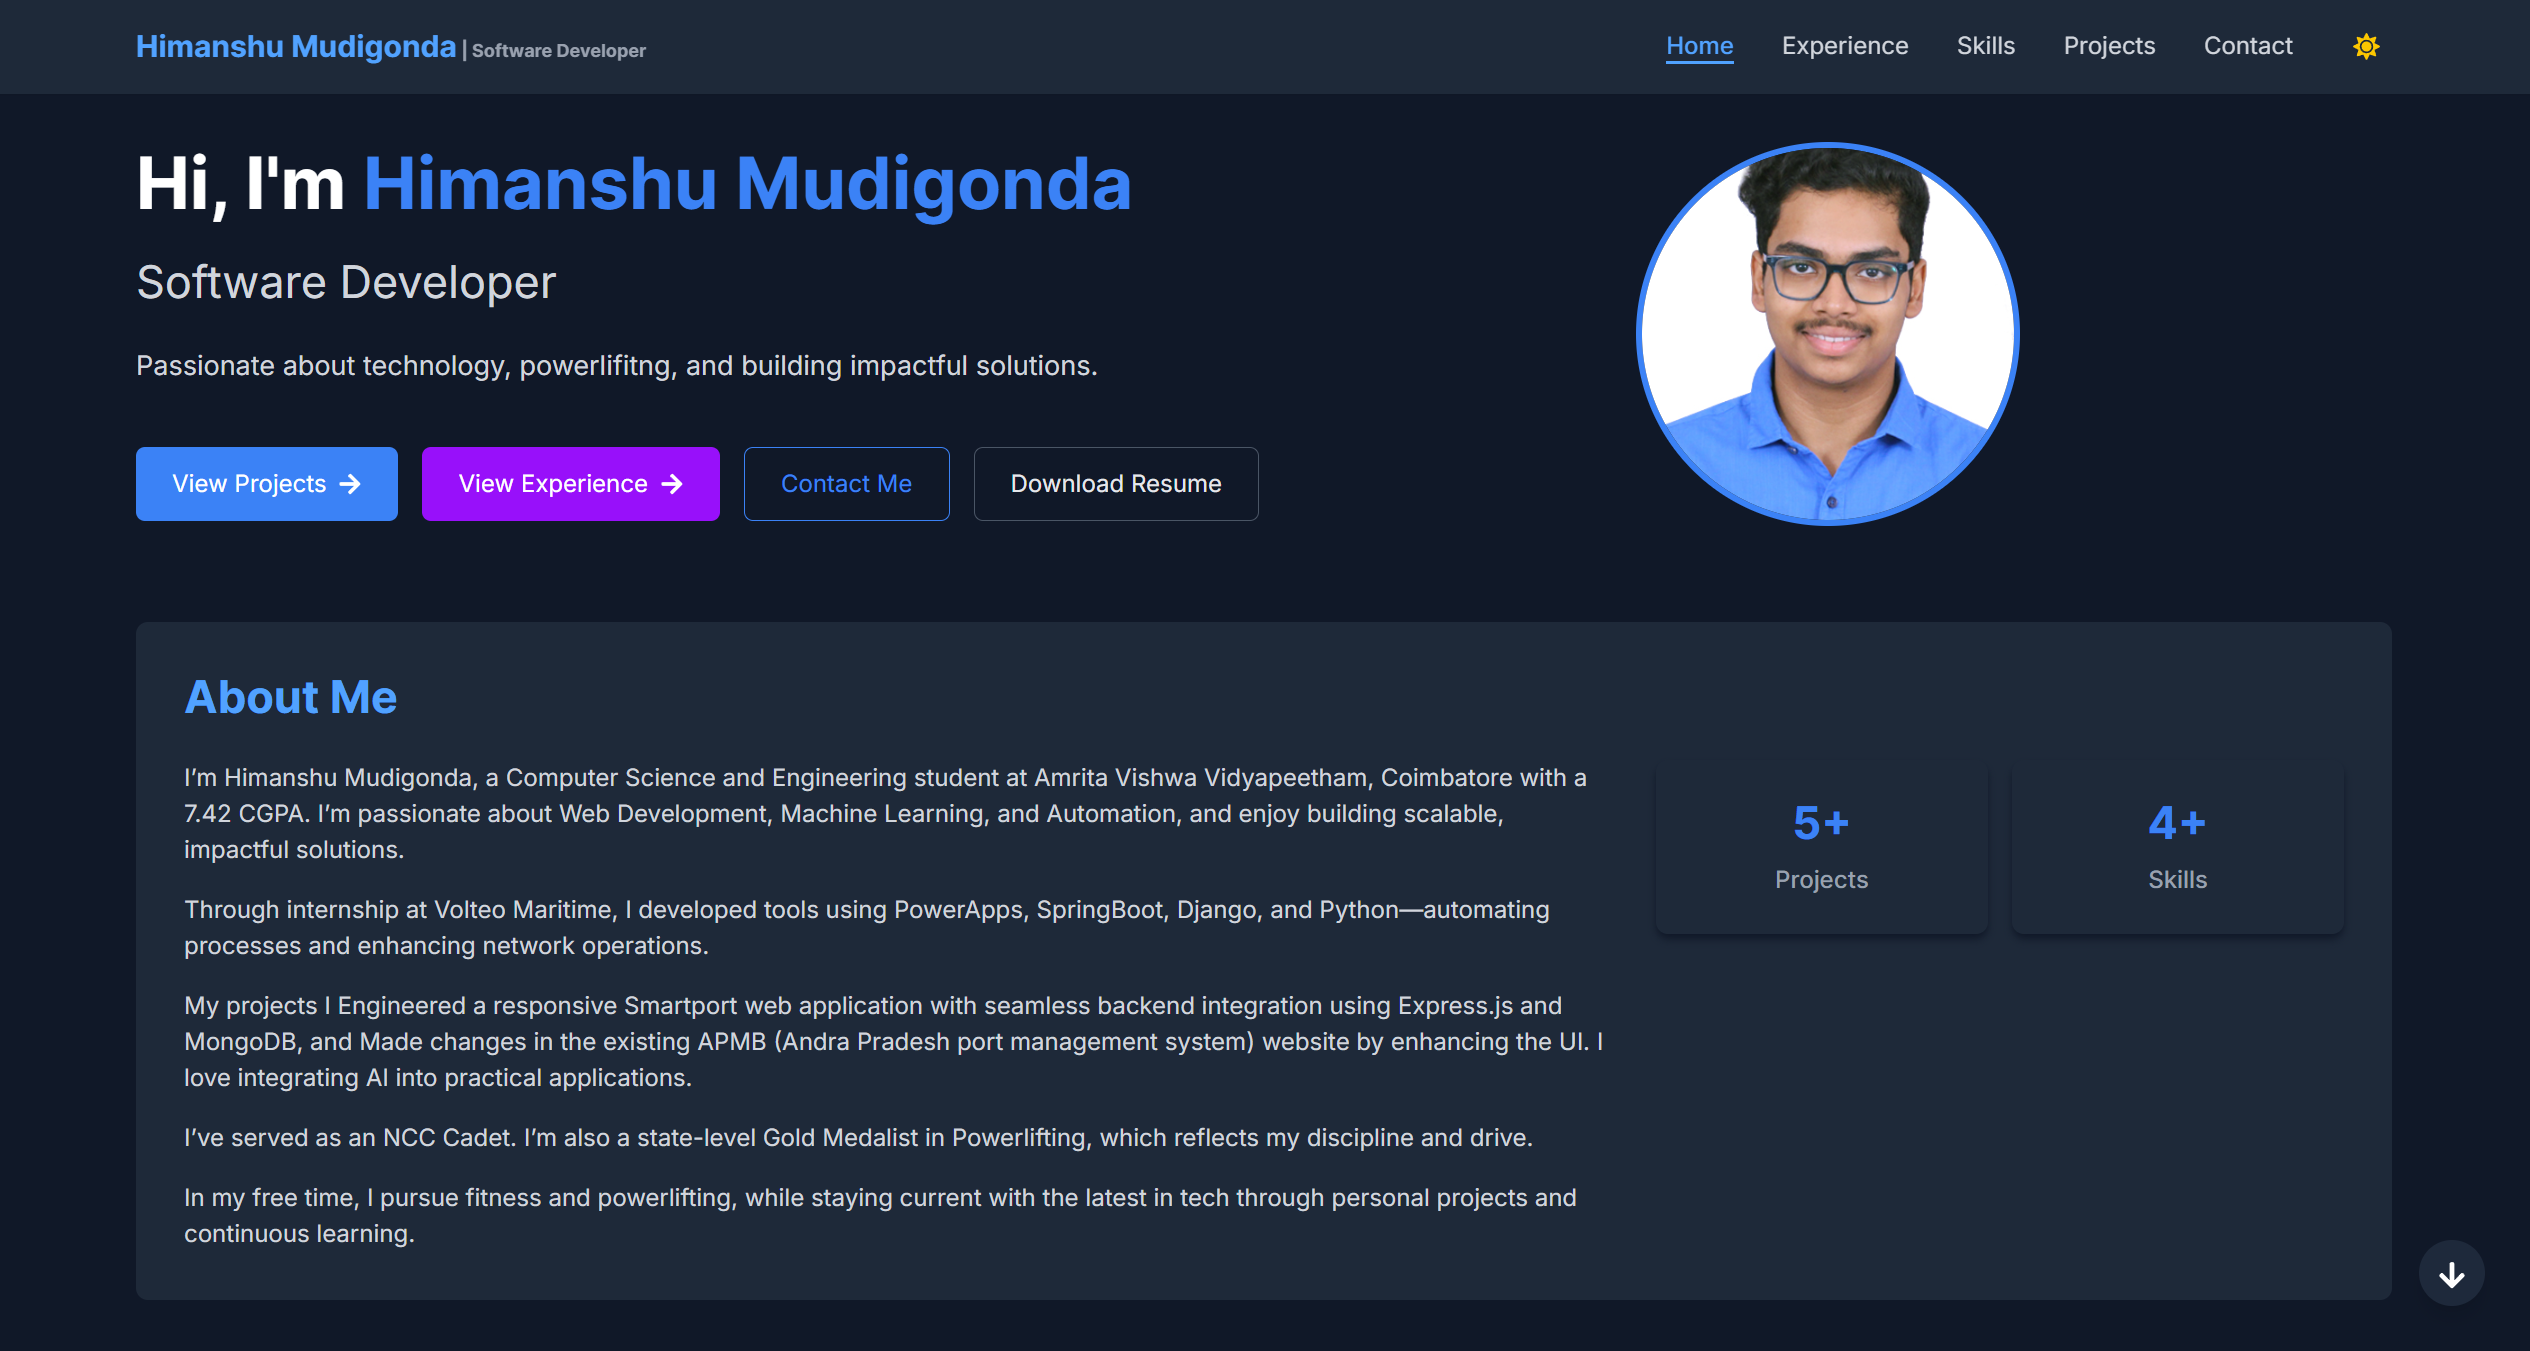 Himanshu Mudigonda | Software Developer
Home Experience Skills Projects Contact
Hi, I'm Himanshu Mudigonda
Software Developer
Passionate about technology, powerlifitng, and building impactful solutions.
View Projects View Experience Contact Me Download Resume
About Me
I’m Himanshu Mudigonda, a Computer Science and Engineering student at Amrita Vishwa Vidyapeetham, Coimbatore with a
7.42 CGPA. I’m passionate about Web Development, Machine Learning, and Automation, and enjoy building scalable,
impactful solutions.
Through internship at Volteo Maritime, I developed tools using PowerApps, SpringBoot, Django, and Python—automating
processes and enhancing network operations.
My projects I Engineered a responsive Smartport web application with seamless backend integration using Express.js and
MongoDB, and Made changes in the existing APMB (Andra Pradesh port management system) website by enhancing the UI. I
love integrating AI into practical applications.
I’ve served as an NCC Cadet. I’m also a state-level Gold Medalist in Powerlifting, which reflects my discipline and drive.
In my free time, I pursue fitness and powerlifting, while staying current with the latest in tech through personal projects and
continuous learning.
5+
Projects
4+
Skills